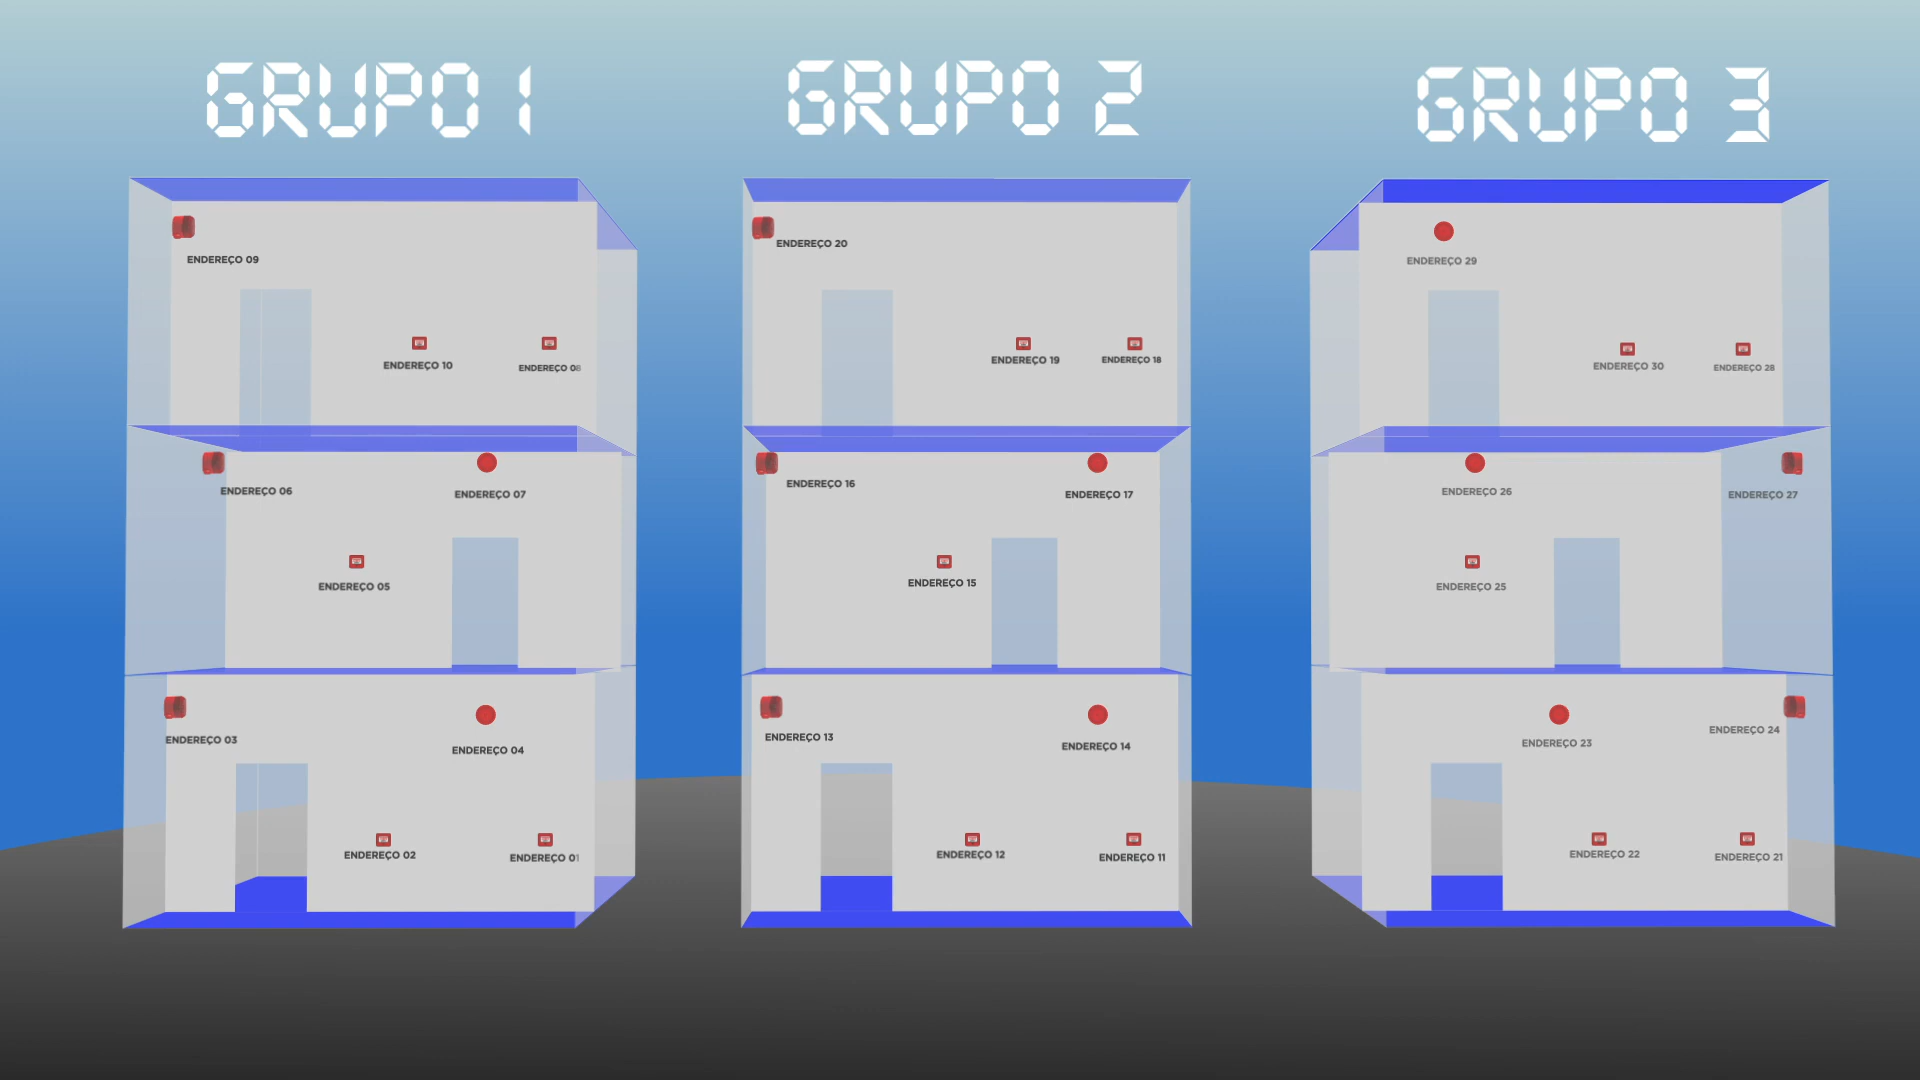 GRUPO 1
ENDEREÇO 09
ENDEREÇO 10
ENDEREÇO 08
ENDEREÇO 06
ENDEREÇO 07
ENDEREÇO 05
ENDEREÇO 03
ENDEREÇO 04
ENDEREÇO 02
ENDEREÇO 01
GRUPO 2
ENDEREÇO 20
ENDEREÇO 19
ENDEREÇO 18
ENDEREÇO 16
ENDEREÇO 17
ENDEREÇO 15
ENDEREÇO 13
ENDEREÇO 14
ENDEREÇO 12
ENDEREÇO 11
GRUPO 3
ENDEREÇO 29
ENDEREÇO 30
ENDEREÇO 28
ENDEREÇO 26
ENDEREÇO 27
ENDEREÇO 25
ENDEREÇO 24
ENDEREÇO 23
ENDEREÇO 22
ENDEREÇO 21